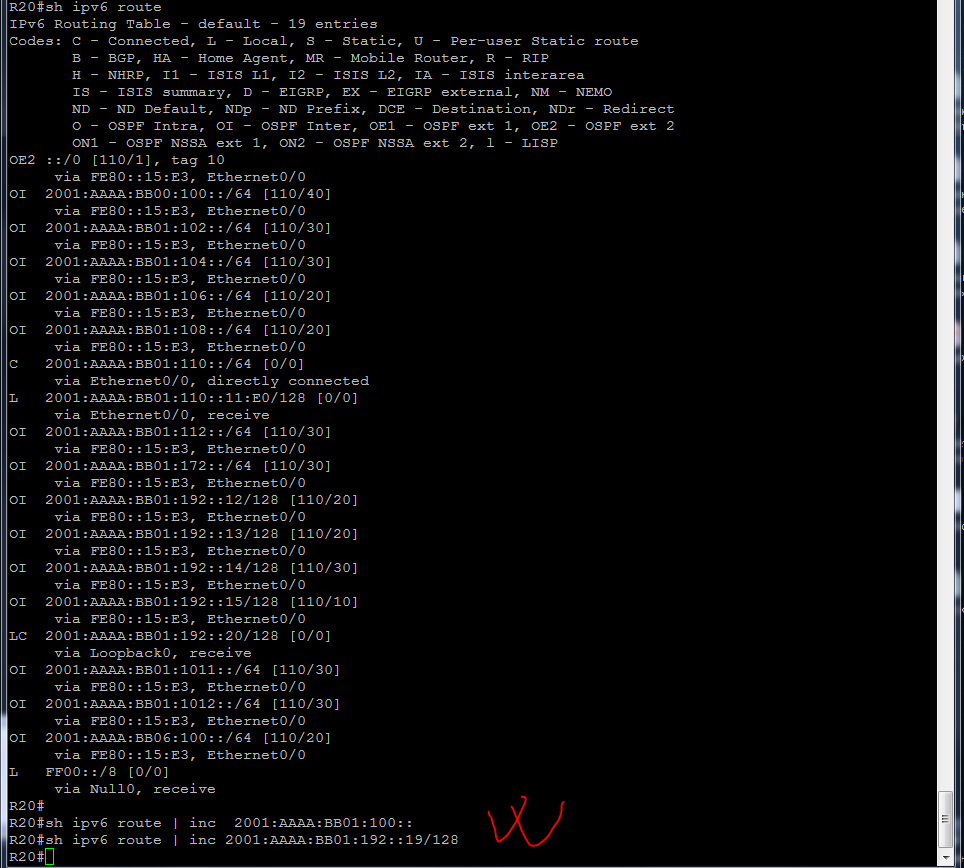 R20#sh ipv6 route
IPv6 Routing Table - default - 19 entries
Codes: C - Connected, L - Local, S - Static, U - Per-user Static route
       B - BGP, HA - Home Agent, MR - Mobile Router, R - RIP
       H - NHRP, I1 - ISIS L1, I2 - ISIS L2, IA - ISIS interarea
       IS - ISIS summary, D - EIGRP, EX - EIGRP external, NM - NEMO
       ND - ND Default, NDp - ND Prefix, DCE - Destination, NDr - Redirect
       O - OSPF Intra, OI - OSPF Inter, OE1 - OSPF ext 1, OE2 - OSPF ext 2
       ON1 - OSPF NSSA ext 1, ON2 - OSPF NSSA ext 2, l - LISP
OE2 ::/0 [110/1], tag 10
     via FE80::15:E3, Ethernet0/0
OI  2001:AAAA:BB00:100::/64 [110/40]
     via FE80::15:E3, Ethernet0/0
OI  2001:AAAA:BB01:102::/64 [110/30]
     via FE80::15:E3, Ethernet0/0
OI  2001:AAAA:BB01:104::/64 [110/30]
     via FE80::15:E3, Ethernet0/0
OI  2001:AAAA:BB01:106::/64 [110/20]
     via FE80::15:E3, Ethernet0/0
OI  2001:AAAA:BB01:108::/64 [110/20]
     via FE80::15:E3, Ethernet0/0
C   2001:AAAA:BB01:110::/64 [0/0]
     via Ethernet0/0, directly connected
L   2001:AAAA:BB01:110::11:E0/128 [0/0]
     via Ethernet0/0, receive
OI  2001:AAAA:BB01:112::/64 [110/30]
     via FE80::15:E3, Ethernet0/0
OI  2001:AAAA:BB01:172::/64 [110/30]
     via FE80::15:E3, Ethernet0/0
OI  2001:AAAA:BB01:192::12/128 [110/20]
     via FE80::15:E3, Ethernet0/0
OI  2001:AAAA:BB01:192::13/128 [110/20]
     via FE80::15:E3, Ethernet0/0
OI  2001:AAAA:BB01:192::14/128 [110/30]
     via FE80::15:E3, Ethernet0/0
OI  2001:AAAA:BB01:192::15/128 [110/10]
     via FE80::15:E3, Ethernet0/0
LC  2001:AAAA:BB01:192::20/128 [0/0]
     via Loopback0, receive
OI  2001:AAAA:BB01:1011::/64 [110/30]
     via FE80::15:E3, Ethernet0/0
OI  2001:AAAA:BB01:1012::/64 [110/30]
     via FE80::15:E3, Ethernet0/0
OI  2001:AAAA:BB06:100::/64 [110/20]
     via FE80::15:E3, Ethernet0/0
L   FF00::/8 [0/0]
     via Null0, receive
R20#
R20#sh ipv6 route | inc  2001:AAAA:BB01:100::
R20#sh ipv6 route | inc 2001:AAAA:BB01:192::19/128
R20#